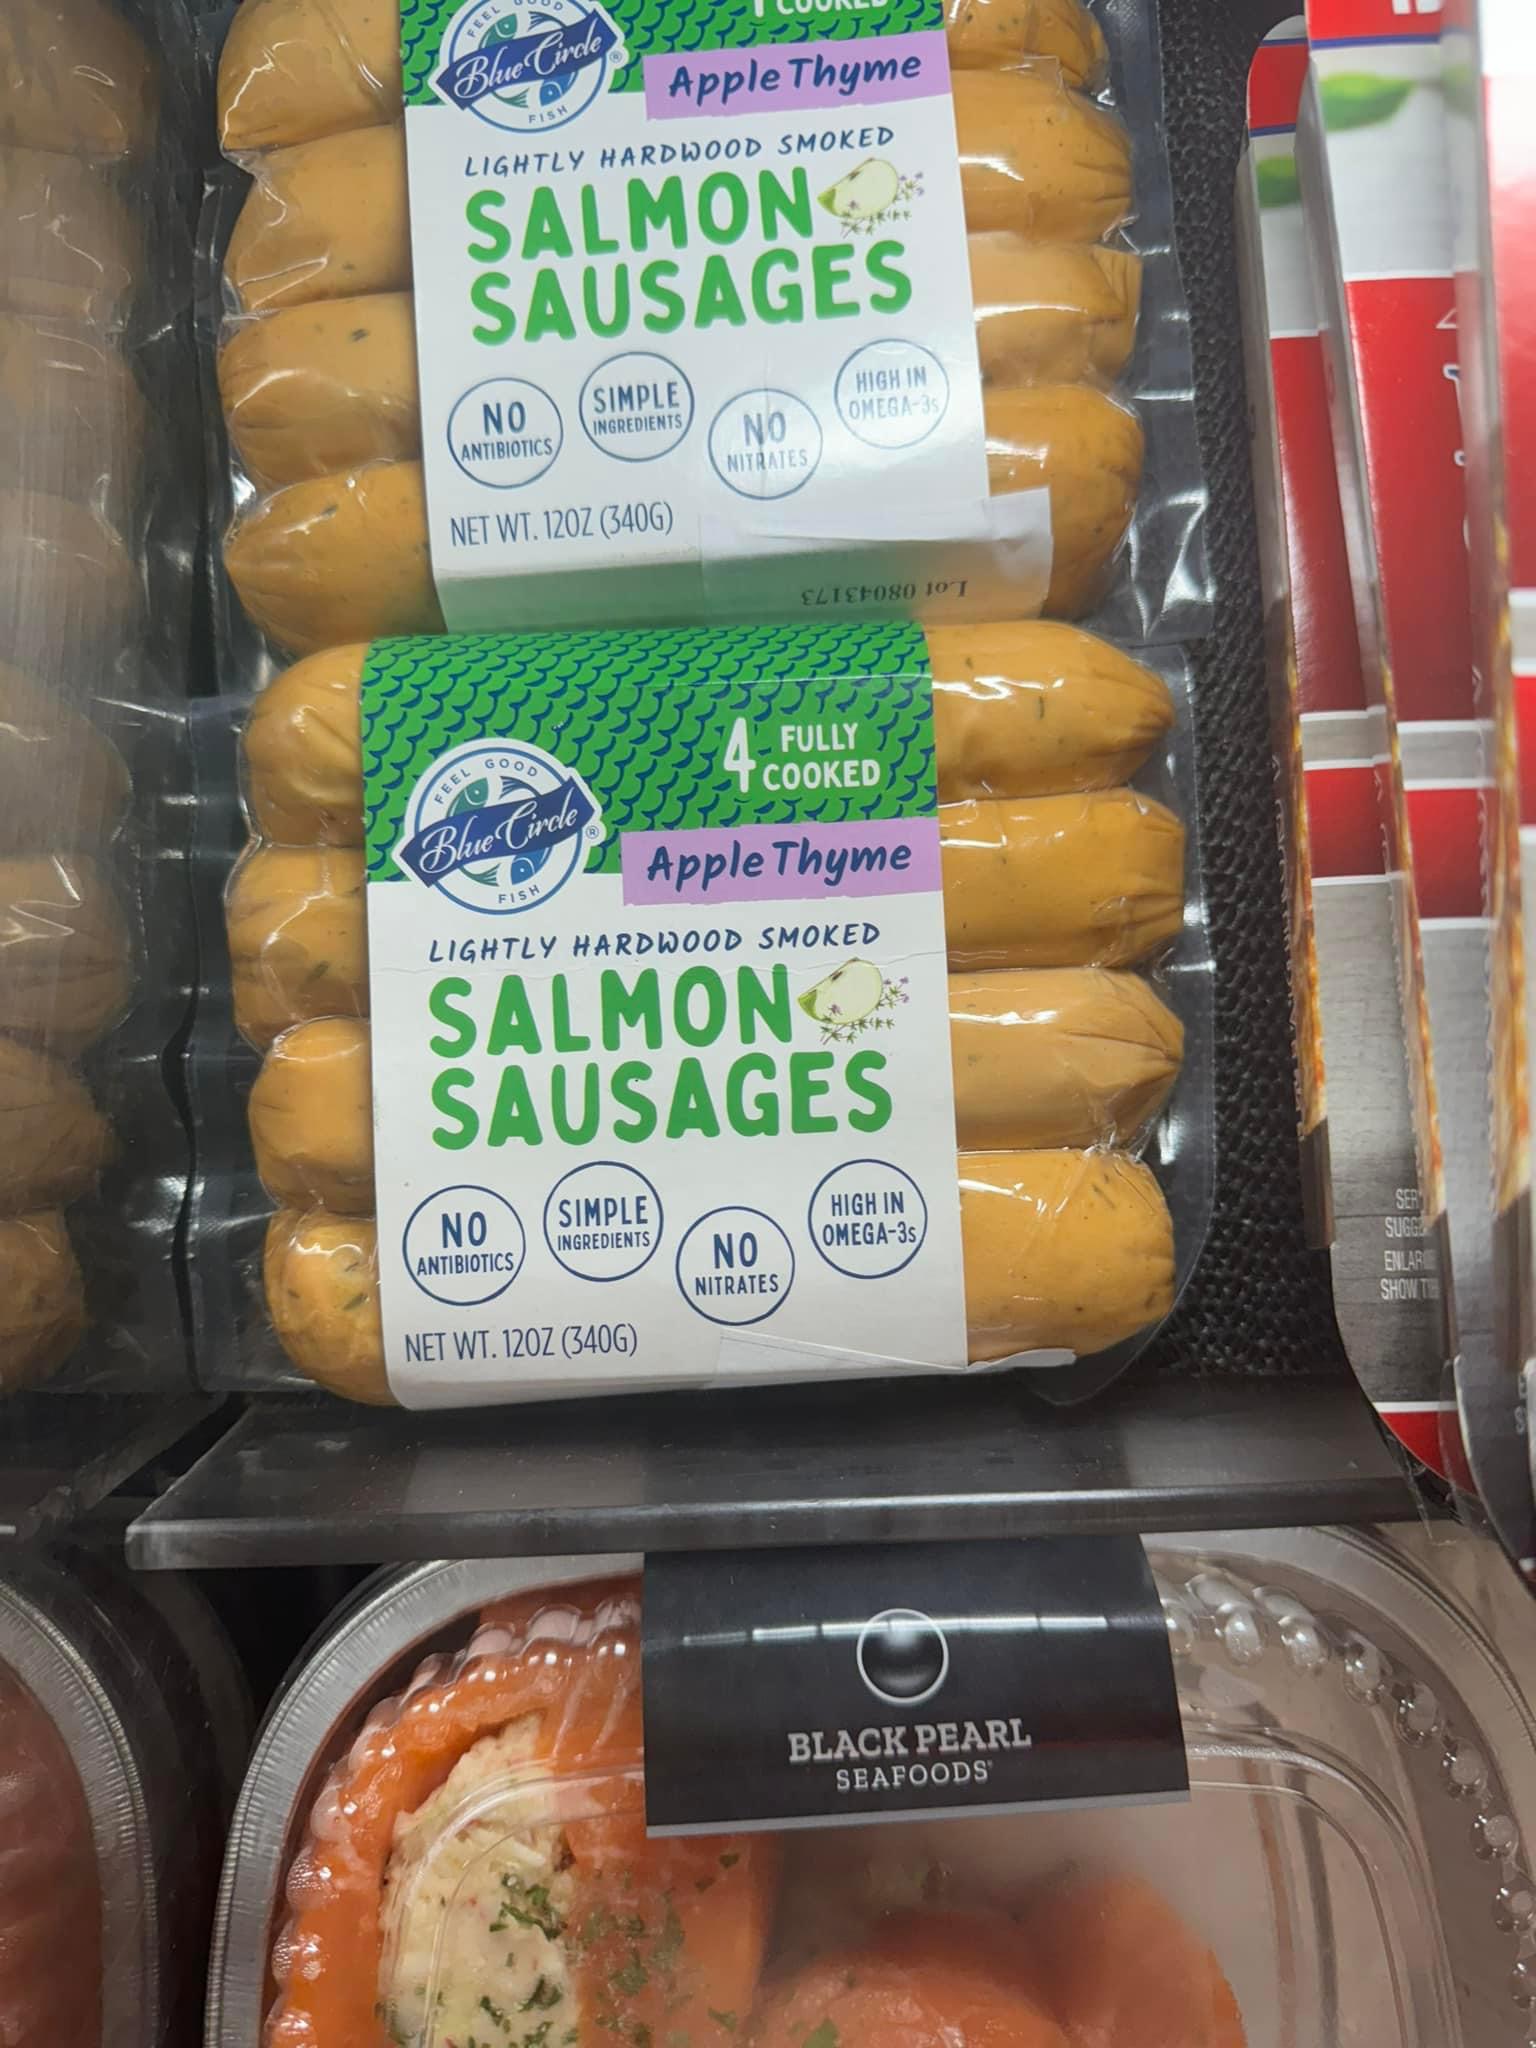 COOKED
FEEL GOOD
Blue Circle®
FISH
Apple Thyme
LIGHTLY HARDWOOD SMOKED
SALMON
SAUSAGES
NO
ANTIBIOTICS
SIMPLE
INGREDIENTS
NO
NITRATES
HIGH IN
OMEGA-3s
NET WT. 12OZ (340G)
Lot 08043173
4 FULLY
COOKED
FEEL GOOD
Blue Circle®
FISH
Apple Thyme
LIGHTLY HARDWOOD SMOKED
SALMON
SAUSAGES
NO
ANTIBIOTICS
SIMPLE
INGREDIENTS
NO
NITRATES
HIGH IN
OMEGA-3s
NET WT. 12OZ (340G)
BLACK PEARL
SEAFOODS